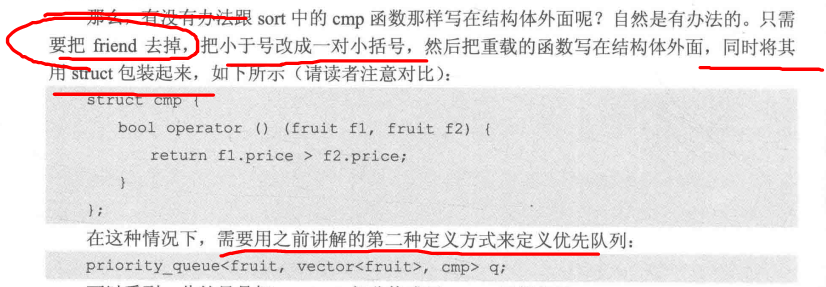 那么，有没有办法跟 sort 中的 cmp 函数那样写在结构体外面呢？自然是有办法的。只需
要把 friend 去掉，把小于号改成一对小括号，然后把重载的函数写在结构体外面，同时将其
用 struct 包装起来，如下所示（请读者注意对比）：
struct cmp {
bool operator () (fruit f1, fruit f2) {
return f1.price > f2.price;
}
};
在这种情况下，需要用之前讲解的第二种定义方式来定义优先队列：
priority_queue<fruit, vector<fruit>, cmp> q;